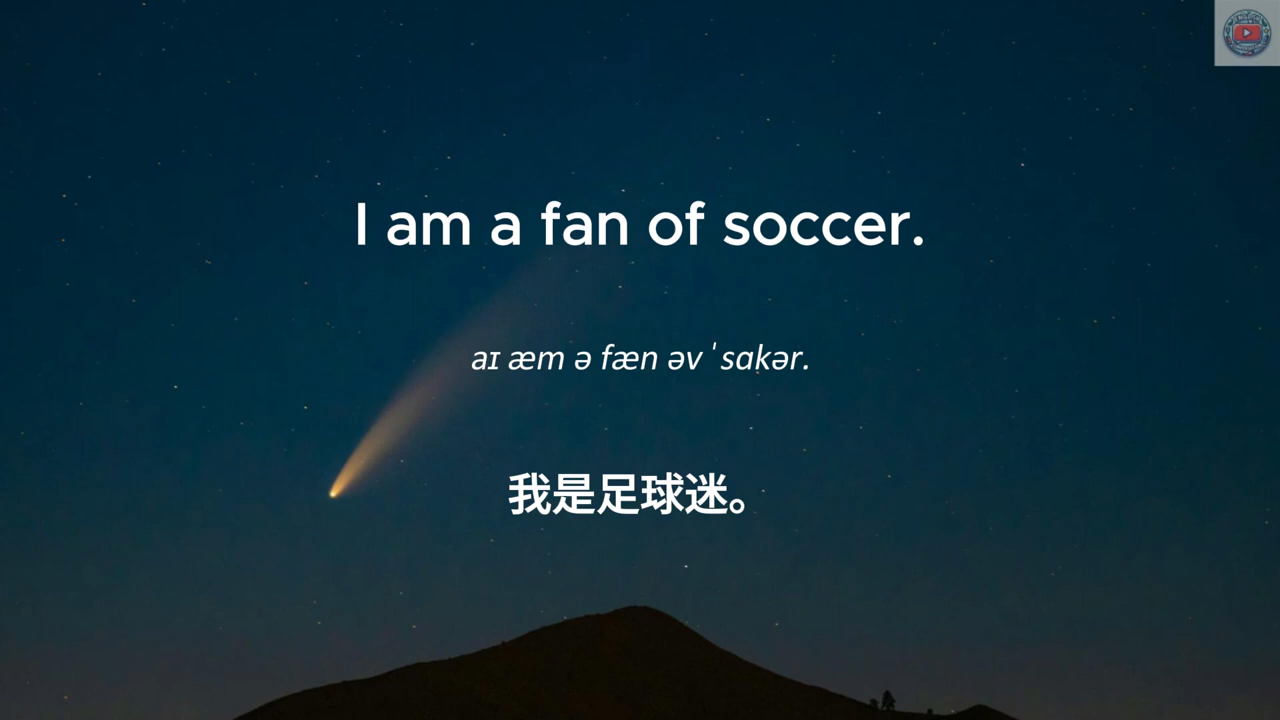 I am a fan of soccer.
aɪ æm ə fæn əv ˈsɑkər.
我是足球迷。